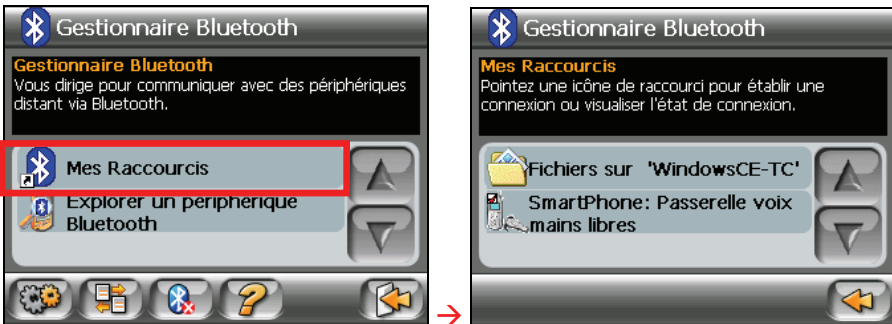 Gestionnaire Bluetooth
Gestionnaire Bluetooth
Vous dirige pour communiquer avec des périphériques
distant via Bluetooth.
Mes Raccourcis
Explorer un périphérique
Bluetooth
→
Gestionnaire Bluetooth
Mes Raccourcis
Pointez une icône de raccourci pour établir une
connexion ou visualiser l'état de connexion.
Fichiers sur 'WindowsCE-TC'
SmartPhone: Passerelle voix
mains libres